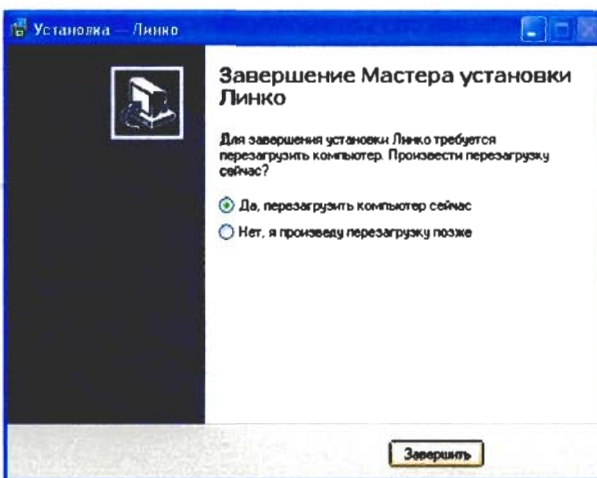 Установка — Линко
Завершение Мастера установки
Линко
Для завершения установки Линко требуется
перезагрузить компьютер. Произвести перезагрузку
сейчас?
Да, перезагрузить компьютер сейчас
Нет, я произведу перезагрузку позже
Завершить